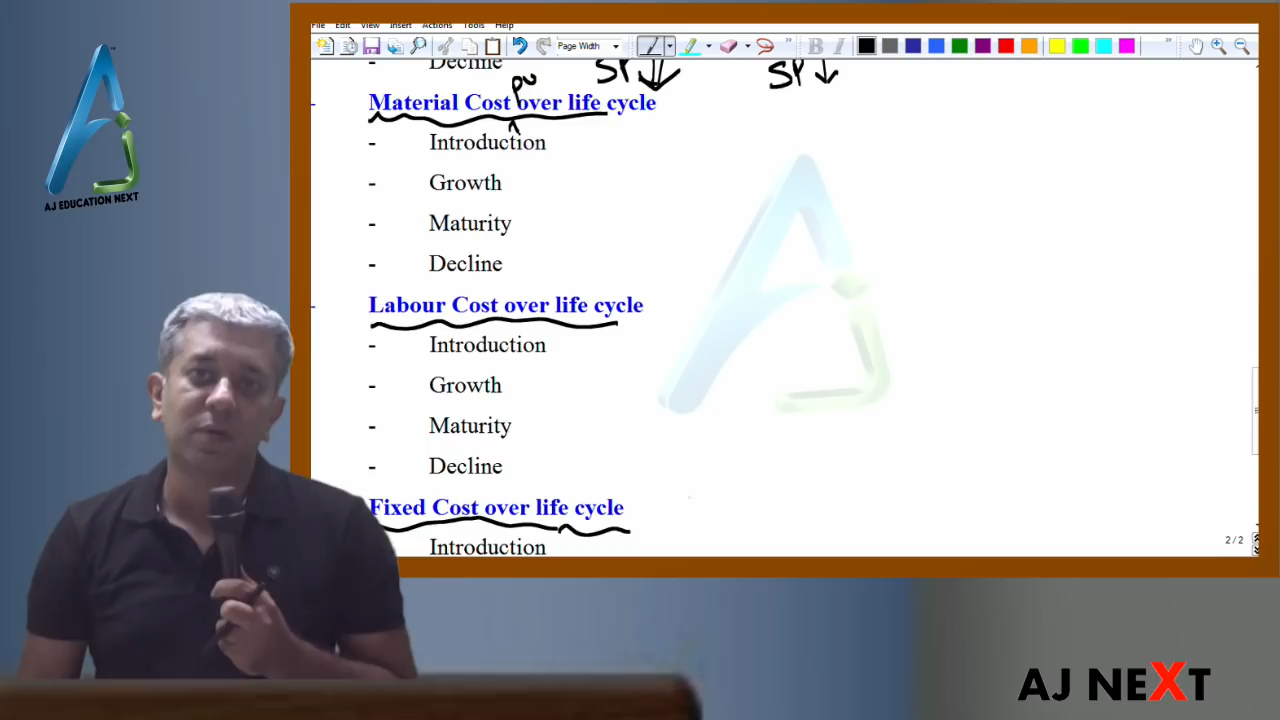 File Edit View Insert Actions Tools Help
Page Width
B I
- Decline
SP SP
pu
- Material Cost over life cycle
- Introduction
- Growth
- Maturity
- Decline
- Labour Cost over life cycle
- Introduction
- Growth
- Maturity
- Decline
Fixed Cost over life cycle
Introduction
2 / 2
AJ EDUCATION NEXT
AJ NEXT